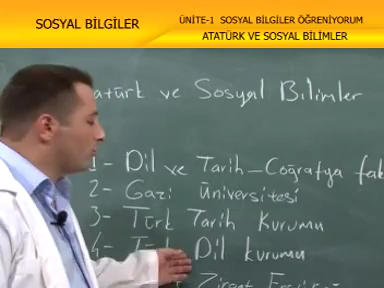 SOSYAL BİLGİLER
ÜNİTE-1 SOSYAL BİLGİLER ÖĞRENİYORUM
ATATÜRK VE SOSYAL BİLİMLER
atürk ve Sosyal Bilimler
1- Dil ve Tarih-Coğrafya fak
2- Gazi Üniversitesi
3- Türk Tarih Kurumu
4- Dil kurumu
Ziraat